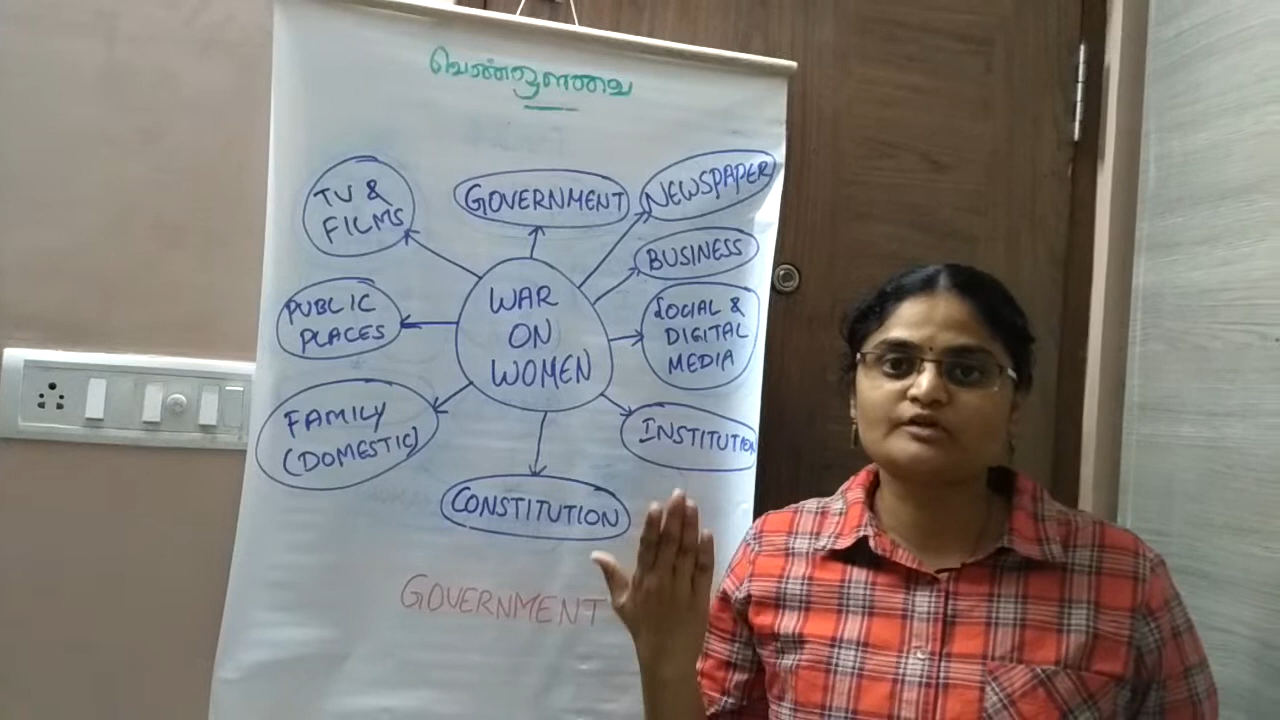 TV &
FILMS
GOVERNMENT
NEWSPAPER
BUSINESS
PUBLIC
PLACES
WAR
ON
WOMEN
SOCIAL &
DIGITAL
MEDIA
FAMILY
(DOMESTIC)
INSTITUTION
CONSTITUTION
GOVERNMENT